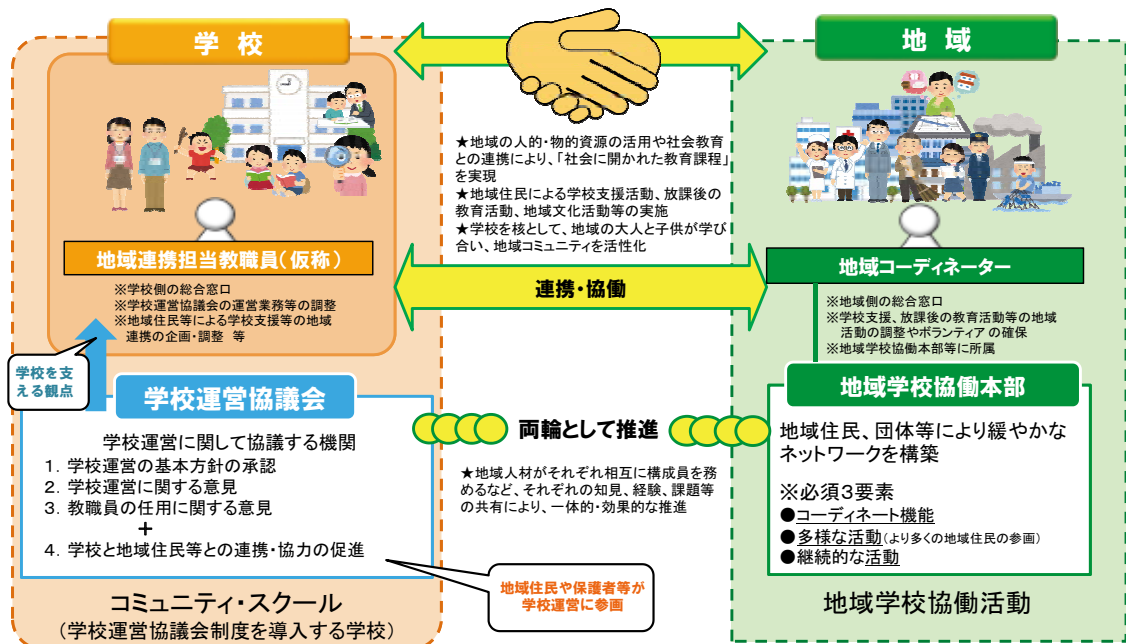 学 校
地域連携担当教職員(仮称)
※学校側の総合窓口
※学校運営協議会の運営業務等の調整
※地域住民等による学校支援等の地域
連携の企画・調整 等
学校を支
える観点
学校運営協議会
学校運営に関して協議する機関
1. 学校運営の基本方針の承認
2. 学校運営に関する意見
3. 教職員の任用に関する意見
+
4. 学校と地域住民等との連携・協力の促進
地域住民や保護者等が
学校運営に参画
コミュニティ・スクール
(学校運営協議会制度を導入する学校)
★地域の人的・物的資源の活用や社会教育
との連携により、「社会に開かれた教育課程」
を実現
★地域住民による学校支援活動、放課後の
教育活動、地域文化活動等の実施
★学校を核として、地域の大人と子供が学び
合い、地域コミュニティを活性化
連携・協働
両輪として推進
★地域人材がそれぞれ相互に構成員を務
めるなど、それぞれの知見、経験、課題等
の共有により、一体的・効果的な推進
地 域
地域コーディネーター
※地域側の総合窓口
※学校支援、放課後の教育活動等の地域
活動の調整やボランティアの確保
※地域学校協働本部等に所属
地域学校協働本部
地域住民、団体等により緩やかな
ネットワークを構築
※必須3要素
●コーディネート機能
●多様な活動(より多くの地域住民の参画)
●継続的な活動
地域学校協働活動